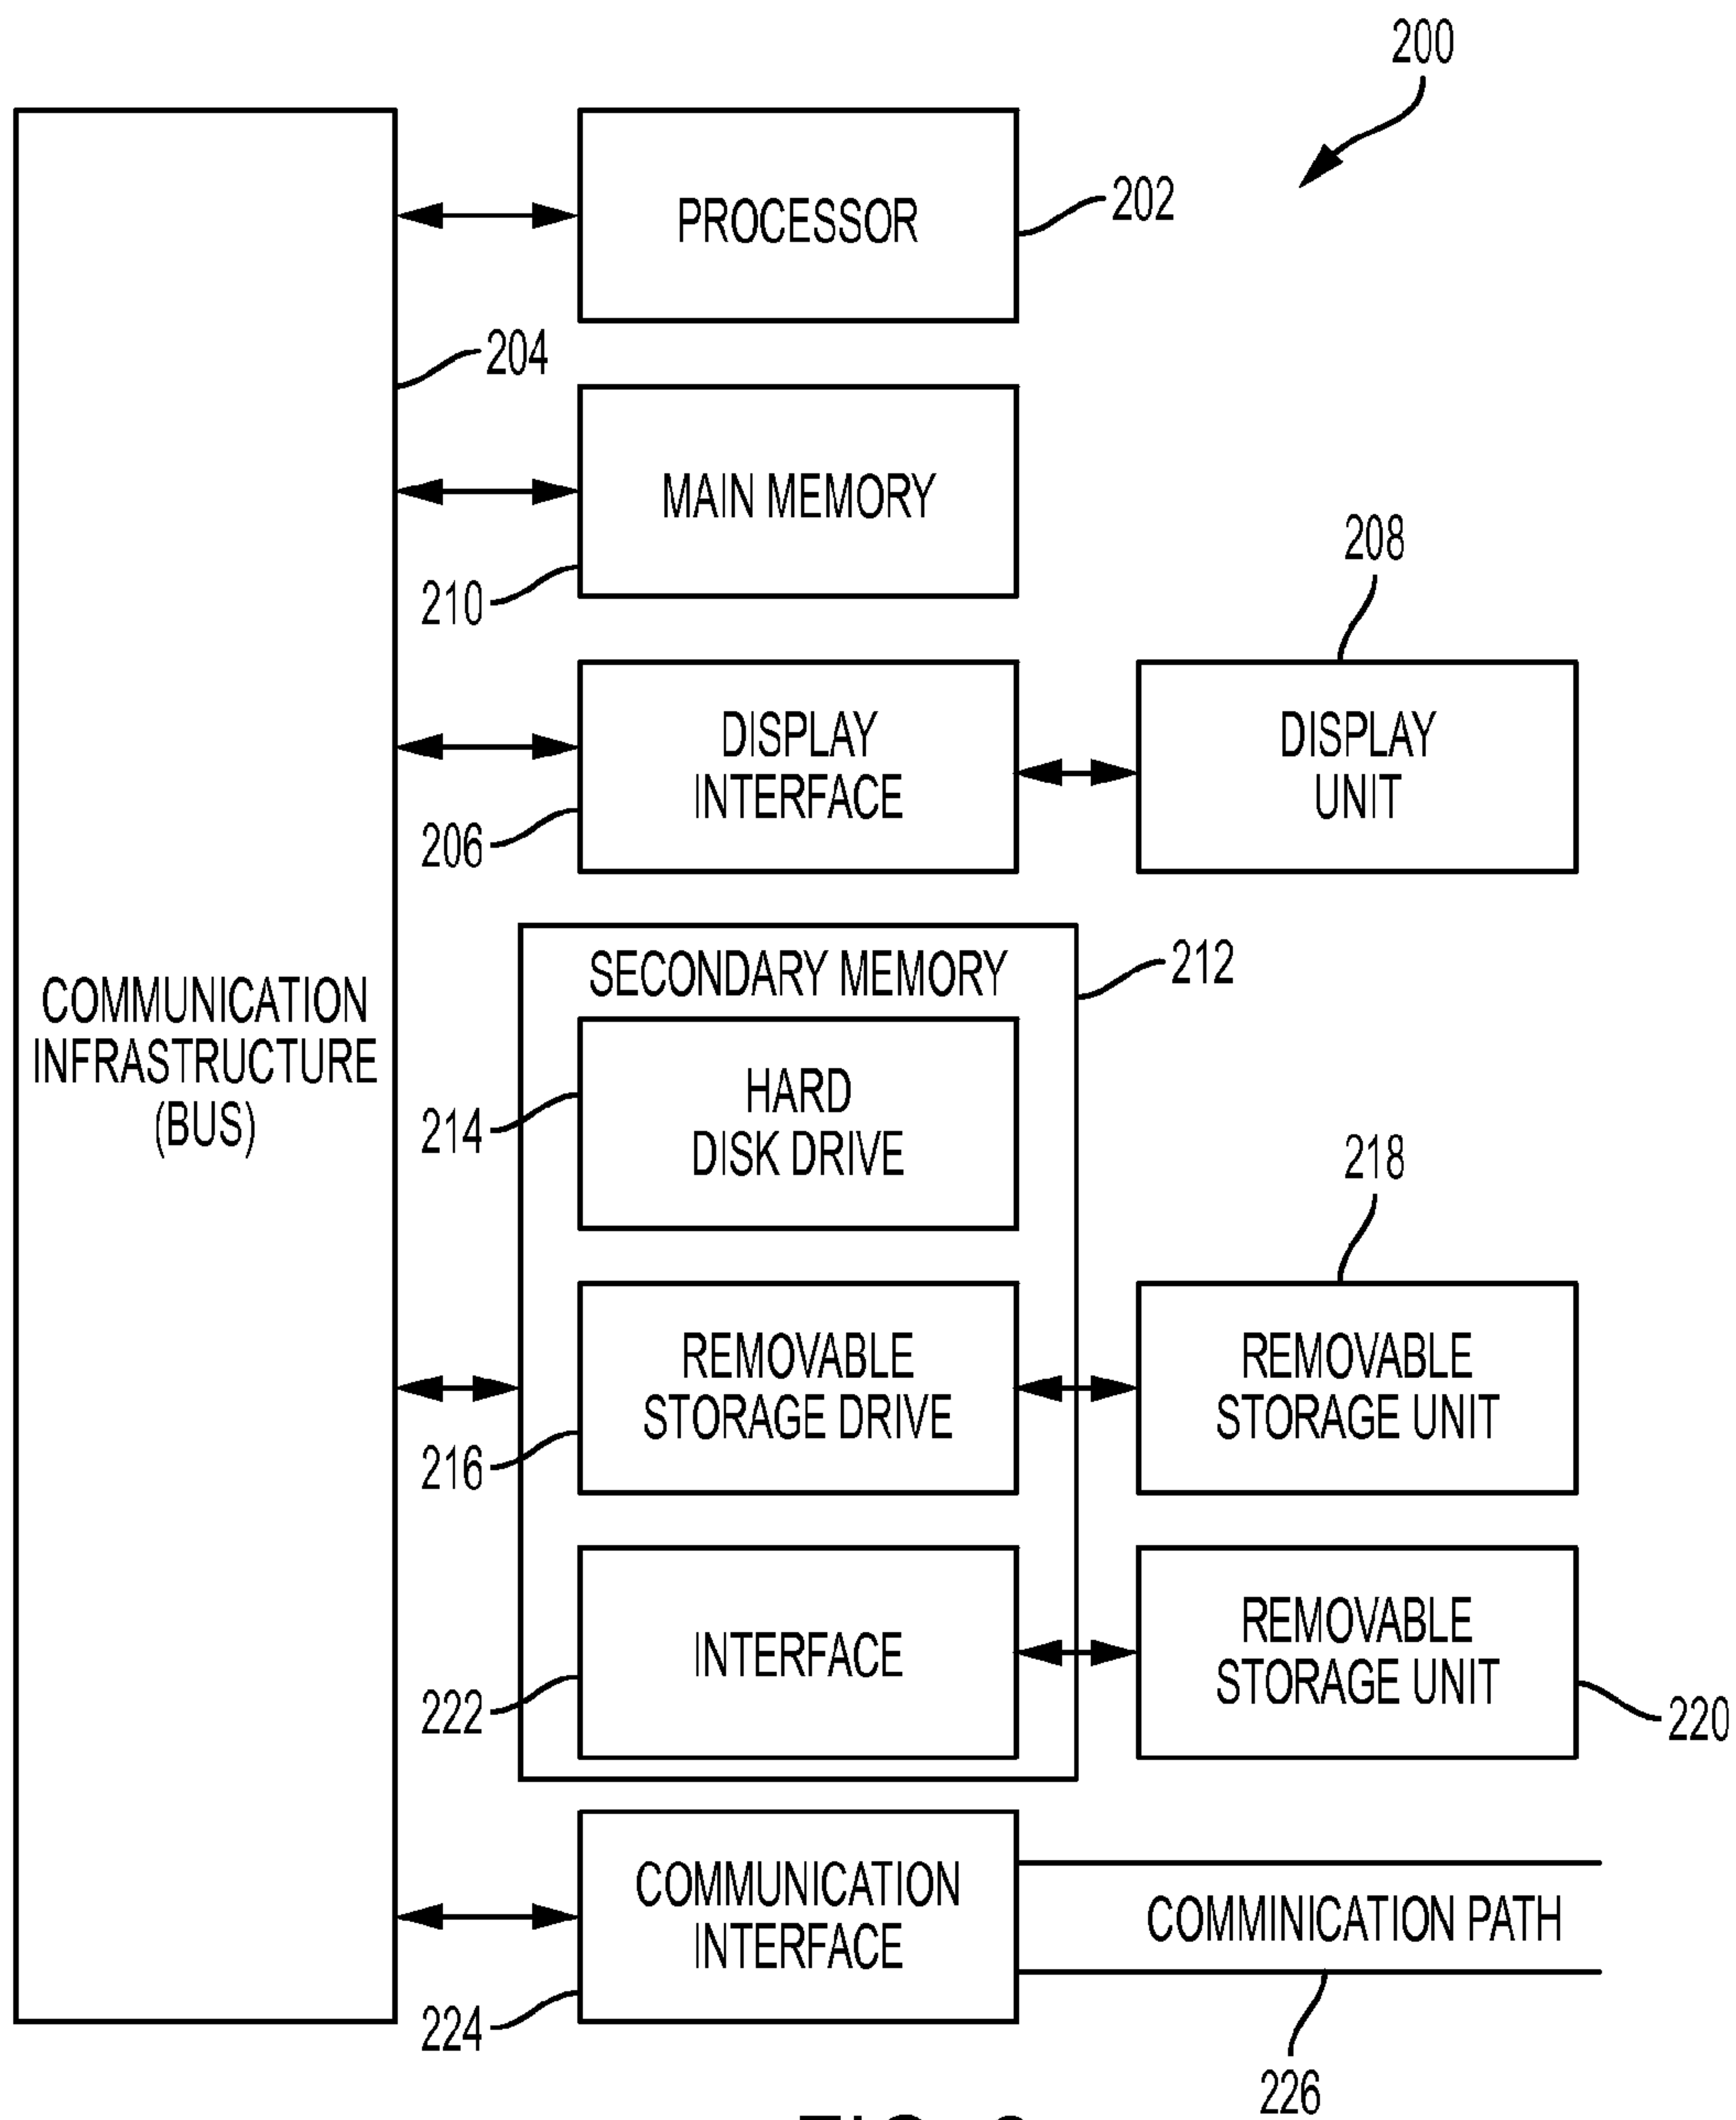 200
PROCESSOR
202
204
MAIN MEMORY
210
208
DISPLAY
INTERFACE
206
DISPLAY
UNIT
COMMUNICATION
INFRASTRUCTURE
(BUS)
SECONDARY MEMORY
212
HARD
DISK DRIVE
214
218
REMOVABLE
STORAGE DRIVE
216
REMOVABLE
STORAGE UNIT
INTERFACE
222
REMOVABLE
STORAGE UNIT
220
COMMUNICATION
INTERFACE
224
COMMINICATION PATH
226